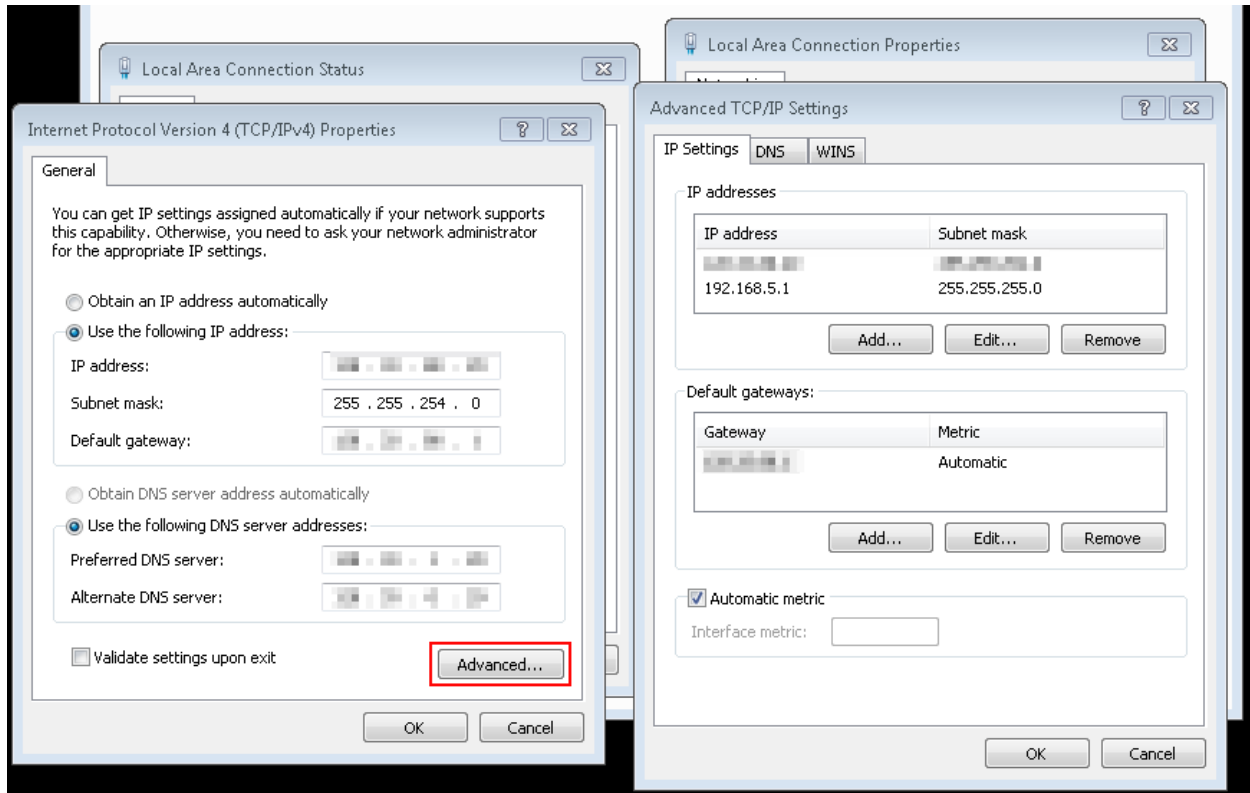 Local Area Connection Status
Internet Protocol Version 4 (TCP/IPv4) Properties
General
You can get IP settings assigned automatically if your network supports
this capability. Otherwise, you need to ask your network administrator
for the appropriate IP settings.
Obtain an IP address automatically
Use the following IP address:
IP address:
Subnet mask: 255 . 255 . 254 . 0
Default gateway:
Obtain DNS server address automatically
Use the following DNS server addresses:
Preferred DNS server:
Alternate DNS server:
Validate settings upon exit
Advanced...
OK Cancel
Local Area Connection Properties
Advanced TCP/IP Settings
IP Settings DNS WINS
IP addresses
IP address Subnet mask
192.168.5.1 255.255.255.0
Add... Edit... Remove
Default gateways:
Gateway Metric
Automatic
Add... Edit... Remove
Automatic metric
Interface metric:
OK Cancel